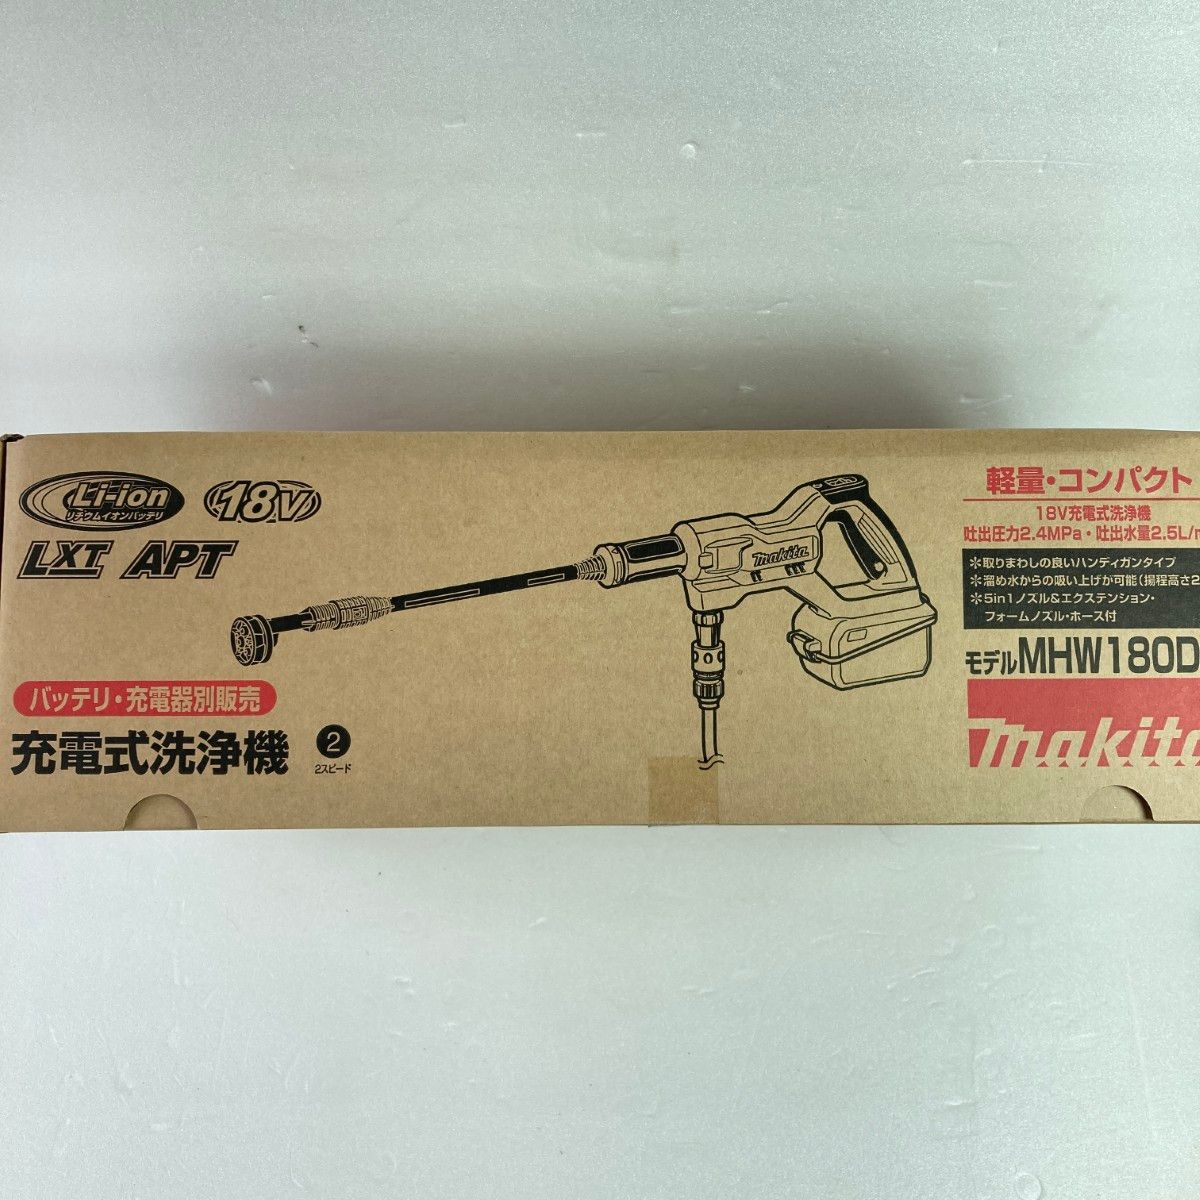 Li-ion
リチウムイオンバッテリ
18V
LXT APT
バッテリ・充電器別販売
充電式洗浄機
2
2スピード
makita
軽量・コンパクト
18V充電式洗浄機
吐出圧力2.4MPa・吐出水量2.5L/m
＊取りまわしの良いハンディガンタイプ
＊溜め水からの吸い上げが可能(揚程高さ2
＊5in1ノズル&エクステンション・
フォームノズル・ホース付
モデルMHW180D
makita